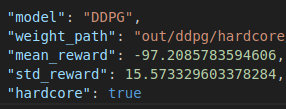 "model": "DDPG",
"weight_path": "out/ddpg/hardcore
"mean_reward": -97.2085783594606,
"std_reward": 15.573329603378284,
"hardcore": true